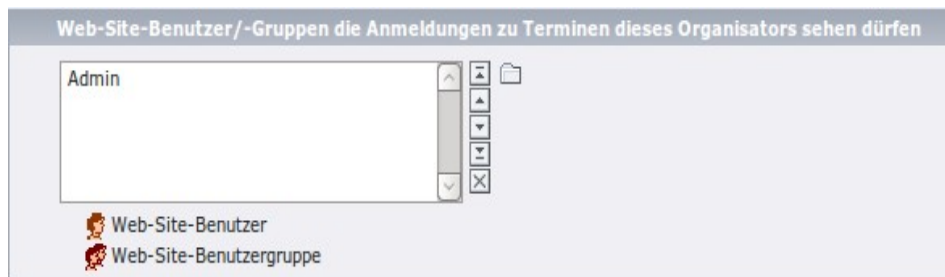 Web-Site-Benutzer/-Gruppen die Anmeldungen zu Terminen dieses Organisators sehen dürfen
Admin
Web-Site-Benutzer
Web-Site-Benutzergruppe